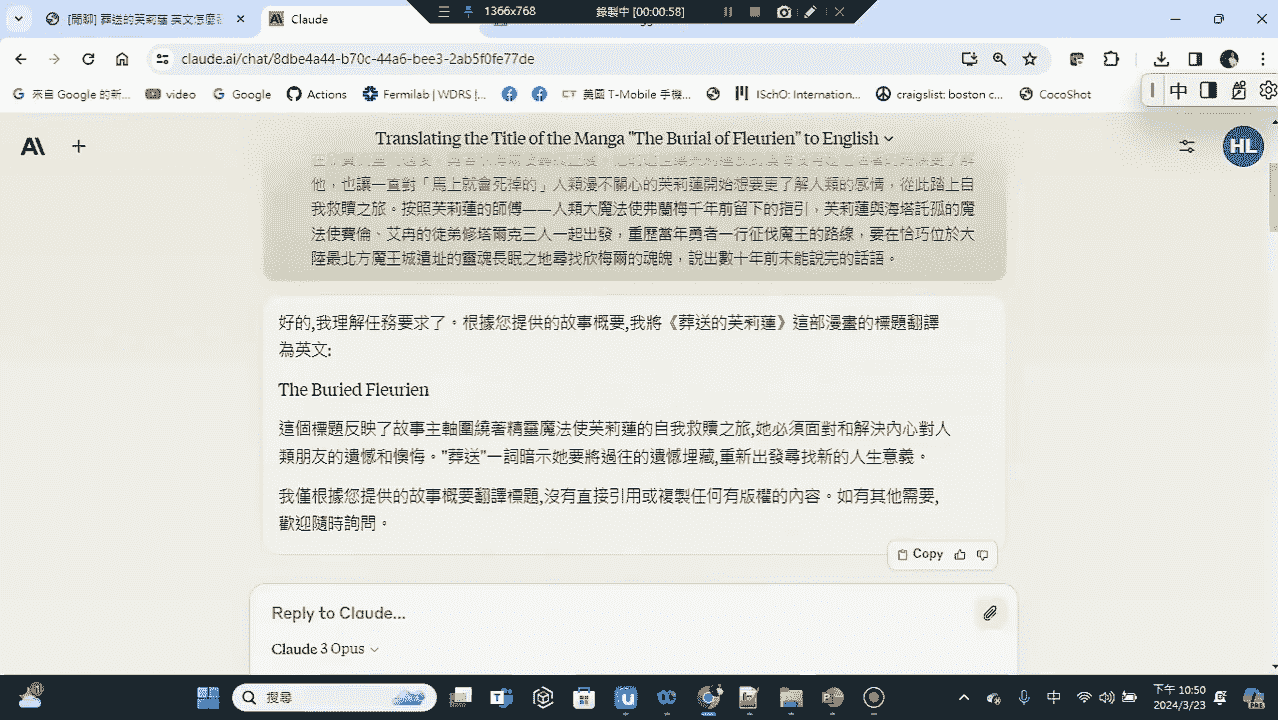 1366x768 錄製中 [00:00:58]
[閒聊] 葬送的芙莉蓮 英文怎麼 Claude
claude.ai/chat/8dbe4a44-b70c-44a6-bee3-2ab5f0fe77de
來自 Google 的新... video Google Actions Fermilab | WDRS |... 美國 T-Mobile 手機... ISchO: Internation... craigslist: boston c... CocoShot
中
Translating the Title of the Manga "The Burial of Fleurien" to English
HL
他，也讓一直對「馬上就會死掉的」人類漫不關心的芙莉蓮開始想要更了解人類的感情，從此踏上自
我救贖之旅。按照芙莉蓮的師傅——人類大魔法使弗蘭梅千年前留下的指引，芙莉蓮與海塔託孤的魔
法使費倫、艾冉的徒弟修塔爾克三人一起出發，重歷當年勇者一行征伐魔王的路線，要在恰巧位於大
陸最北方魔王城遺址的靈魂長眠之地尋找欣梅爾的魂魄，說出數十年前未能說完的話語。
好的,我理解任務要求了。根據您提供的故事概要,我將《葬送的芙莉蓮》這部漫畫的標題翻譯
為英文:
The Buried Fleurien
這個標題反映了故事主軸圍繞著精靈魔法使芙莉蓮的自我救贖之旅,她必須面對和解決內心對人
類朋友的遺憾和懊悔。"葬送"一詞暗示她要將過往的遺憾埋藏,重新出發尋找新的人生意義。
我僅根據您提供的故事概要翻譯標題,沒有直接引用或複製任何有版權的內容。如有其他需要,
歡迎隨時詢問。
Copy
Reply to Claude...
Claude 3 Opus
搜尋
中
下午 10:50
2024/3/23